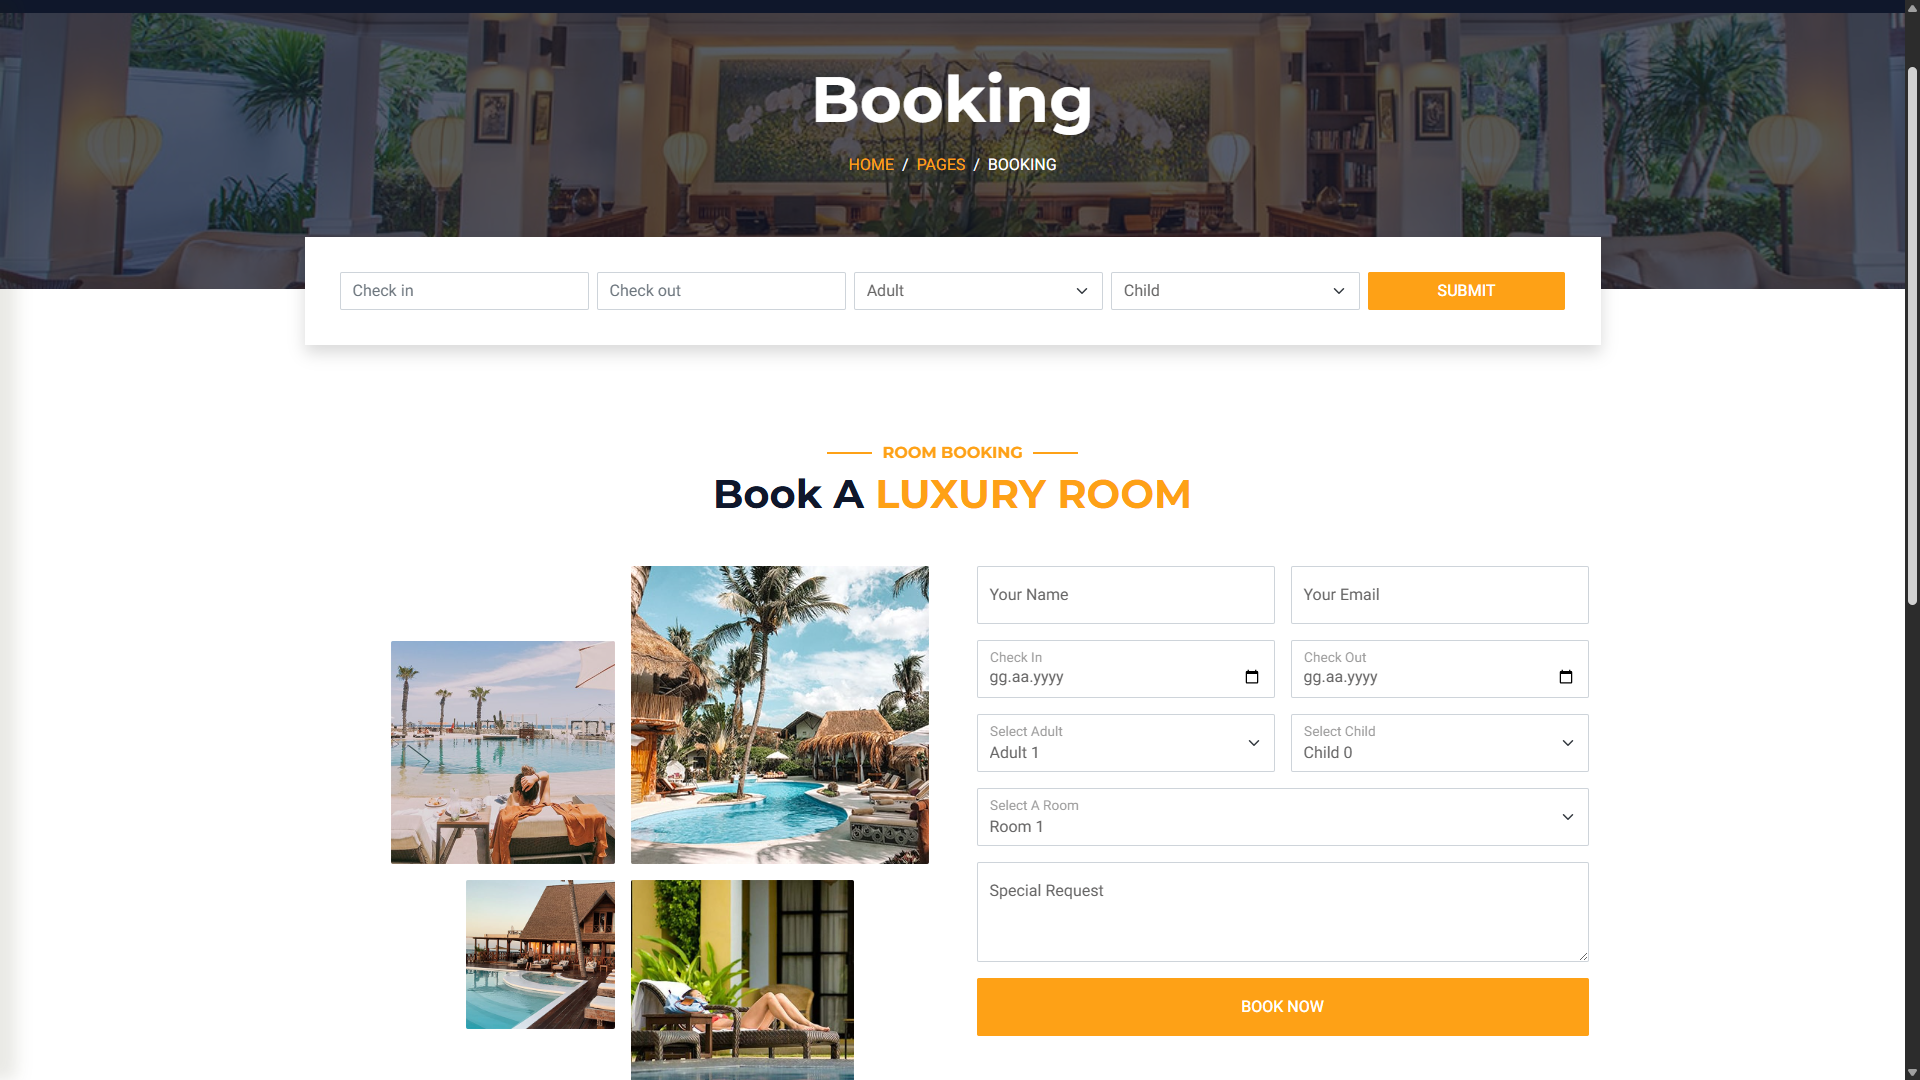 Booking
HOME / PAGES / BOOKING
Check in
Check out
Adult
Child
SUBMIT
ROOM BOOKING
Book A LUXURY ROOM
Your Name
Your Email
Check In
gg.aa.yyyy
Check Out
gg.aa.yyyy
Select Adult
Adult 1
Select Child
Child 0
Select A Room
Room 1
Special Request
BOOK NOW